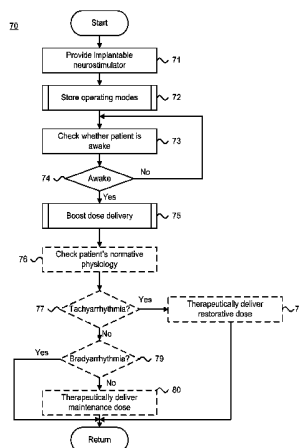 70
Start
Provide implantable
neurostimulator
71
Store operating modes
72
Check whether patient is
awake
73
74
Awake
No
Yes
Boost dose delivery
75
76
Check patient's normative
physiology
77
Tachyarrhythmia?
Yes
Therapeutically deliver
restorative dose
No
Yes
Bradyarrhythmia?
79
No
Therapeutically deliver
maintenance dose
80
Return